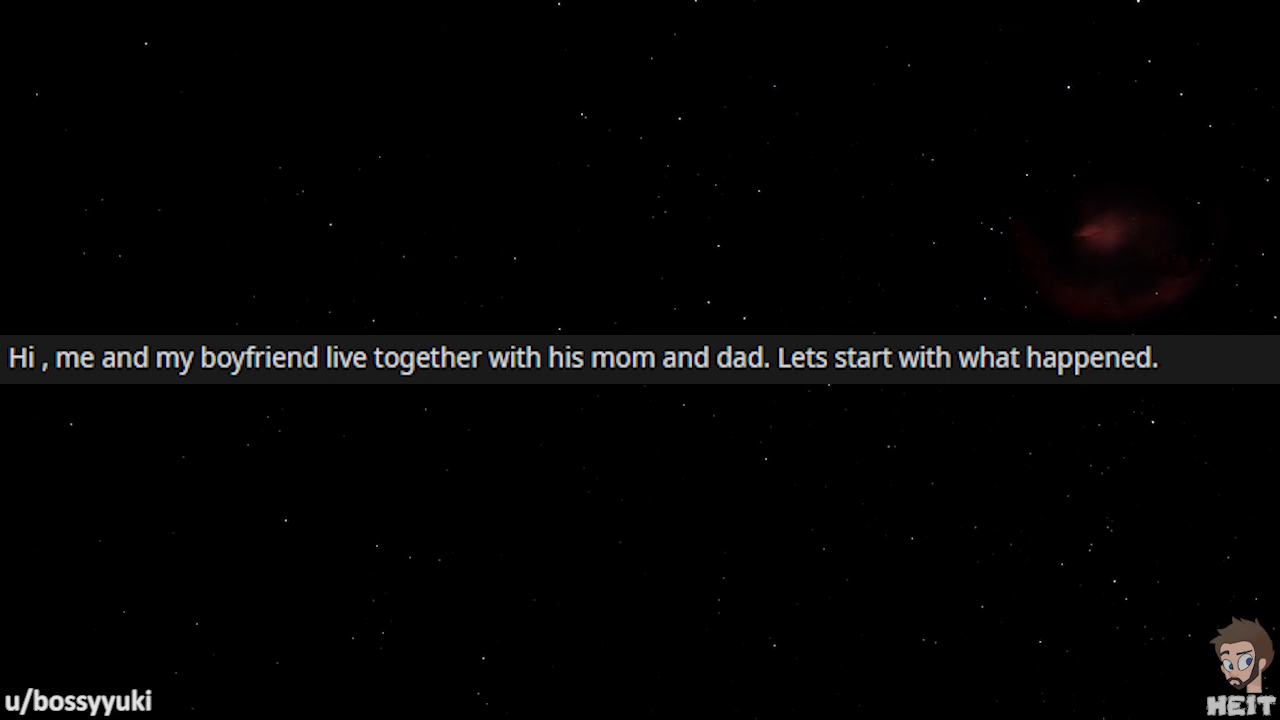 Hi , me and my boyfriend live together with his mom and dad. Lets start with what happened.
u/bossyyuki
HEIT